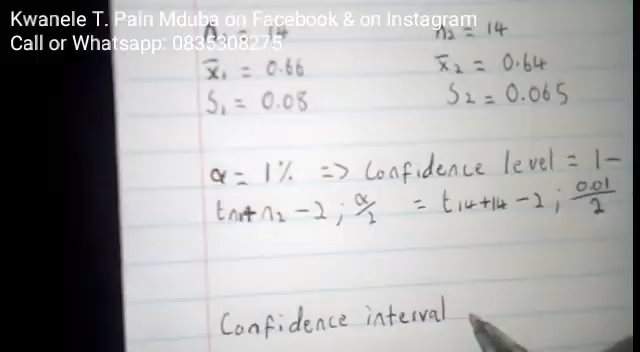 Kwanele T. Pain Mduba on Facebook & on Instagram
Call or Whatsapp: 0835308275
n₁ = 14 n₂ = 14
x̄₁ = 0.66 x̄₂ = 0.64
S₁ = 0.08 S₂ = 0.065
α = 1% => Confidence level = 1-
tn₁+n₂-2; α/2 = t14+14-2; 0.01/2
Confidence interval